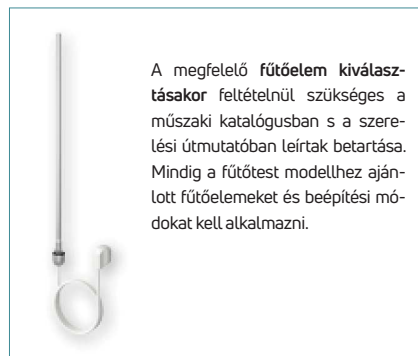 A megfelelő fűtőelem kiválasz-
tásakor feltételnül szükséges a
műszaki katalógusban s a szere-
lési útmutatóban leírtak betartása.
Mindig a fűtőtest modellhez aján-
lott fűtőelemeket és beépítési mó-
dokat kell alkalmazni.